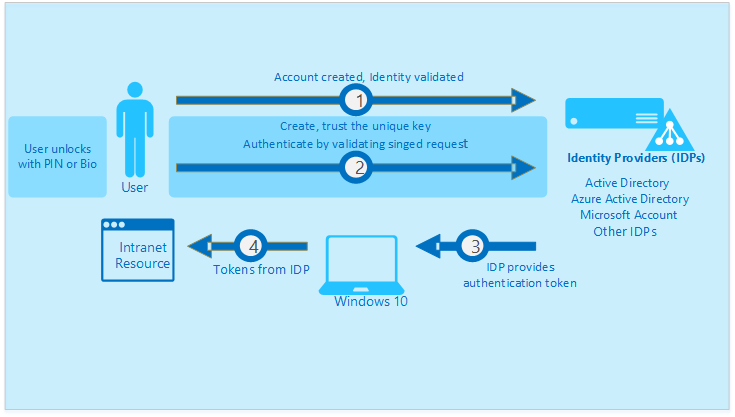 Account created, Identity validated
1
Create, trust the unique key
Authenticate by validating singed request
2
User unlocks
with PIN or Bio
User
Identity Providers (IDPs)
Active Directory
Azure Active Directory
Microsoft Account
Other IDPs
Intranet
Resource
4
Tokens from IDP
3
IDP provides
authentication token
Windows 10